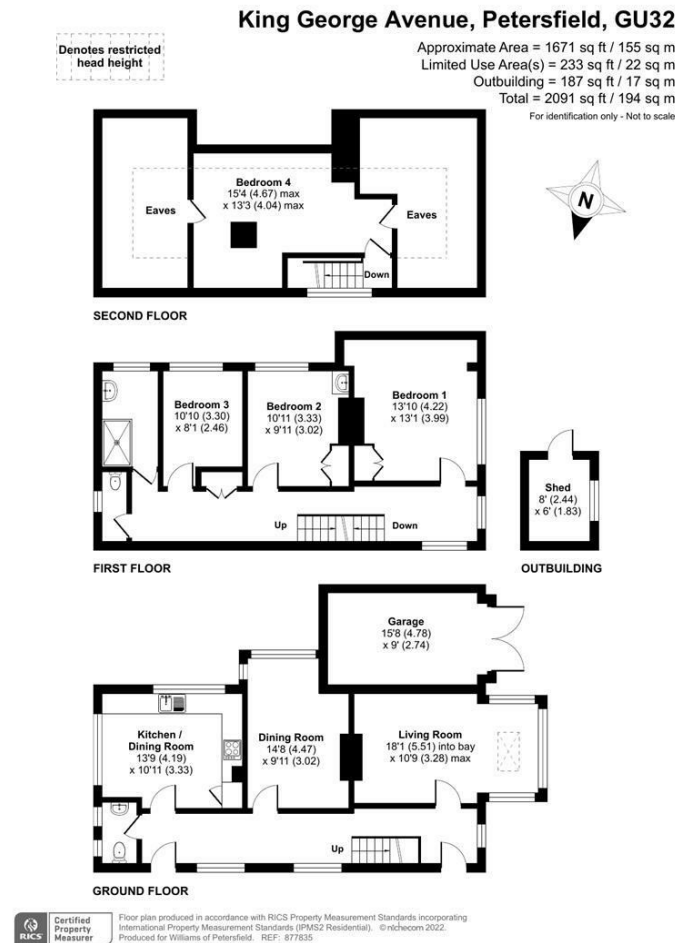 King George Avenue, Petersfield, GU32
Denotes restricted
head height
Approximate Area = 1671 sq ft / 155 sq m
Limited Use Area(s) = 233 sq ft / 22 sq m
Outbuilding = 187 sq ft / 17 sq m
Total = 2091 sq ft / 194 sq m
For identification only - Not to scale
N
Eaves
Bedroom 4
15'4 (4.67) max
x 13'3 (4.04) max
Eaves
Down
SECOND FLOOR
Bedroom 3
10'10 (3.30)
x 8'1 (2.46)
Bedroom 2
10'11 (3.33)
x 9'11 (3.02)
Bedroom 1
13'10 (4.22)
x 13'1 (3.99)
Up
Down
FIRST FLOOR
Shed
8' (2.44)
x 6' (1.83)
OUTBUILDING
Garage
15'8 (4.78)
x 9' (2.74)
Kitchen /
Dining Room
13'9 (4.19)
x 10'11 (3.33)
Dining Room
14'8 (4.47)
x 9'11 (3.02)
Living Room
18'1 (5.51) into bay
x 10'9 (3.28) max
Up
GROUND FLOOR
RICS
Certified
Property
Measurer
Floor plan produced in accordance with RICS Property Measurement Standards incorporating
International Property Measurement Standards (IPMS2 Residential). © nichecom 2022.
Produced for Williams of Petersfield. REF: 877835